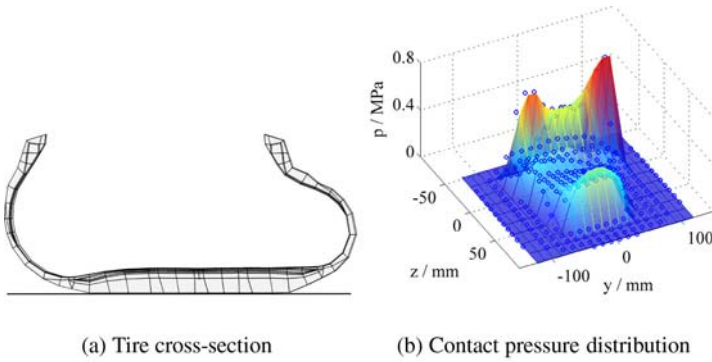 0.8
0.4
0
p / MPa
-50
0
50
z / mm
-100
0
100
y / mm
(a) Tire cross-section
(b) Contact pressure distribution